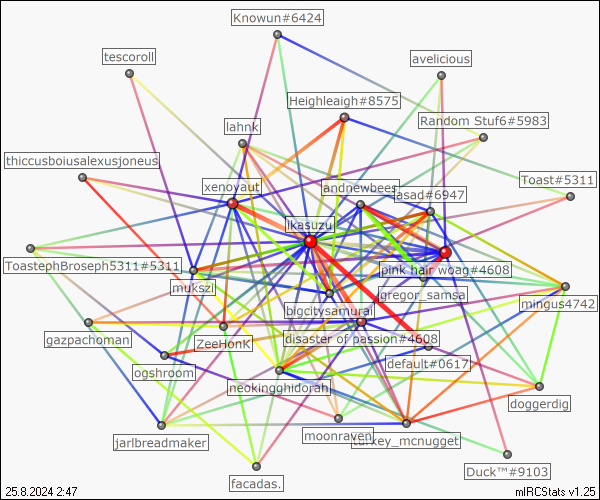 Knowun#6424
tescoroll
avelicious
Heighleaigh#8575
Random Stuf6#5983
lahnk
thiccusboiusalexusjoneus
Toast#5311
xenoyaut
andrewbees
asad#6947
ikasuzu
ToastephBroseph5311#5311
pink hair woag#4608
mukszi
gregor_samsa
mingus4742
bigcitysamurai
gazpachoman
ZeeHonK
disaster of passion#4608
ogshroom
default#0617
neokingghidorah
doggerdig
moonraven
turkey_mcnugget
jarlbreadmaker
facadas.
Duck™#9103
25.8.2024 2:47
mIRCStats v1.25